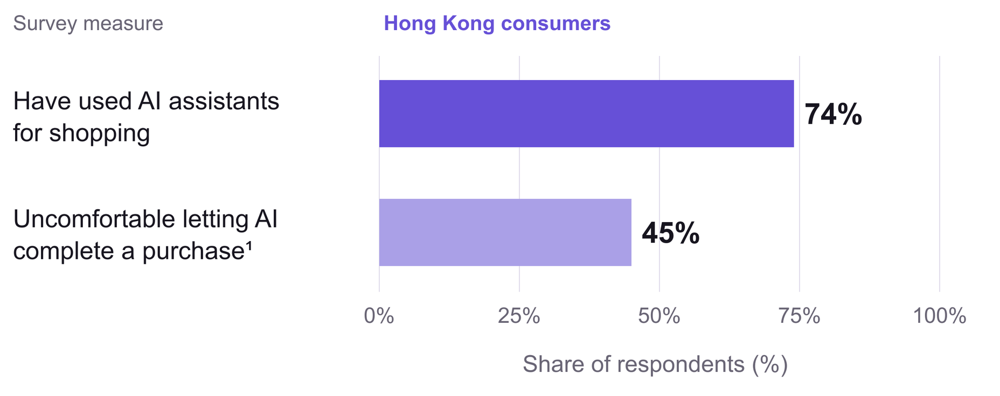 Survey measure
Hong Kong consumers
Have used AI assistants
for shopping
74%
Uncomfortable letting AI
complete a purchase¹
45%
0%
25%
50%
75%
100%
Share of respondents (%)